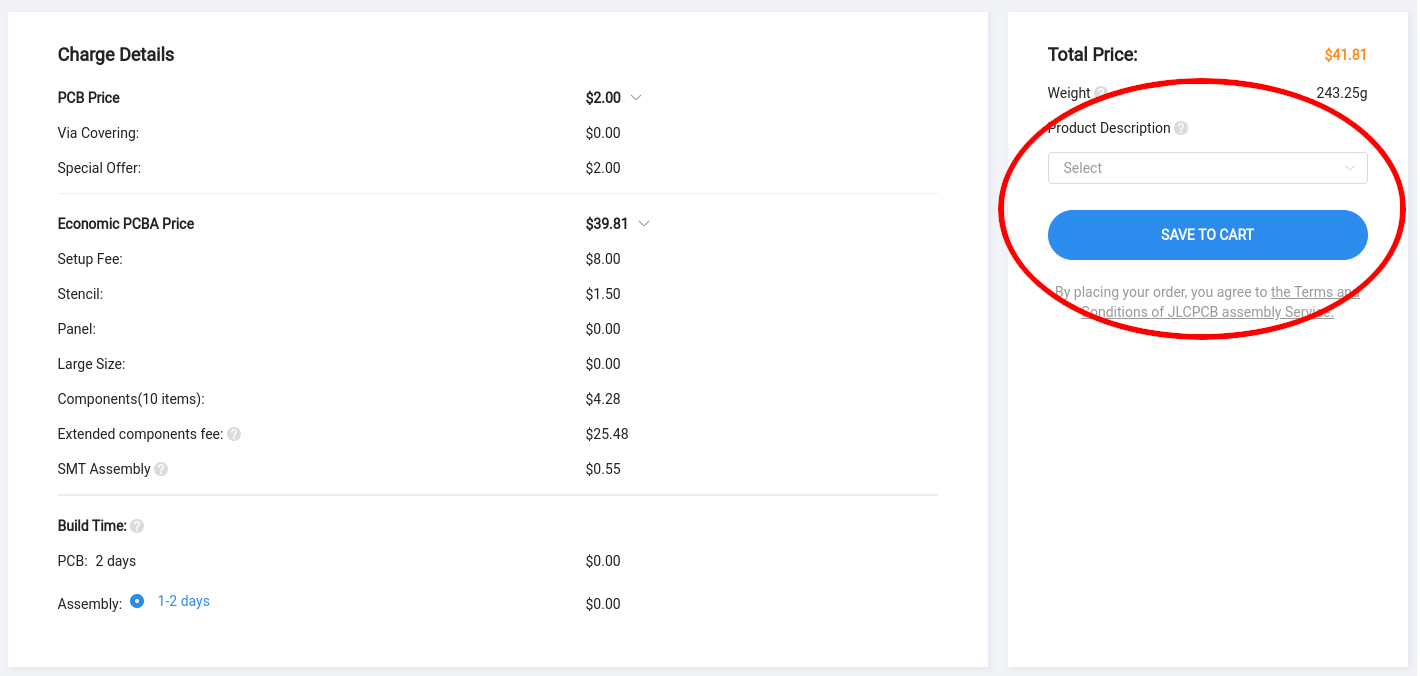 Charge Details
PCB Price $2.00
Via Covering: $0.00
Special Offer: $2.00
Economic PCBA Price $39.81
Setup Fee: $8.00
Stencil: $1.50
Panel: $0.00
Large Size: $0.00
Components(10 items): $4.28
Extended components fee: ? $25.48
SMT Assembly ? $0.55
Build Time: ?
PCB: 2 days $0.00
Assembly: 1-2 days $0.00
Total Price: $41.81
Weight ? 243.25g
Product Description ?
Select
SAVE TO CART
By placing your order, you agree to the Terms and
Conditions of JLCPCB assembly Service.